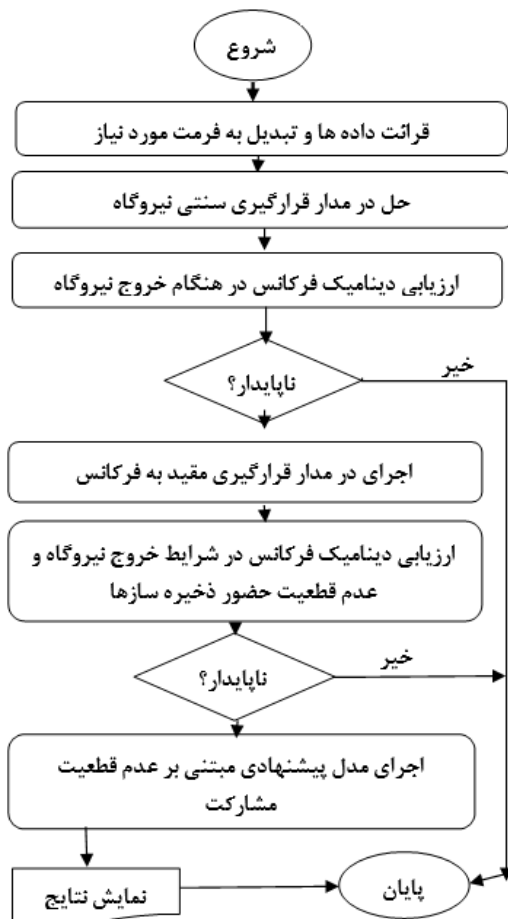 شروع
قرائت داده ها و تبدیل به فرمت مورد نیاز
حل در مدار قرارگیری سنتی نیروگاه
ارزیابی دینامیک فرکانس در هنگام خروج نیروگاه
ناپایدار؟
خیر
اجرای در مدار قرارگیری مقید به فرکانس
ارزیابی دینامیک فرکانس در شرایط خروج نیروگاه و
عدم قطعیت حضور ذخیره سازها
ناپایدار؟
خیر
اجرای مدل پیشنهادی مبتنی بر عدم قطعیت
مشارکت
نمایش نتایج
پایان